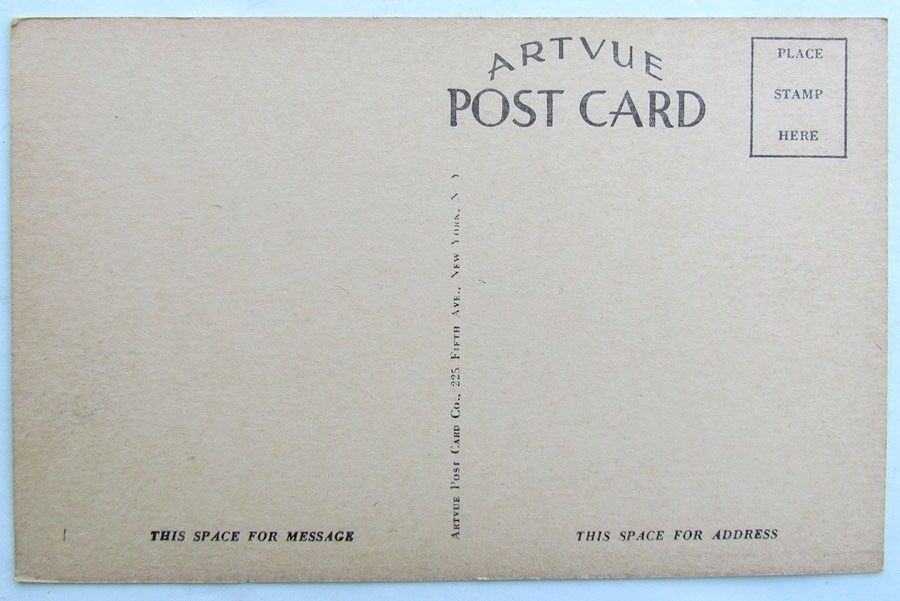 ARTVUE
POST CARD
PLACE
STAMP
HERE
ARTVUE POST CARD CO., 225 FIFTH AVE., NEW YORK, N Y
THIS SPACE FOR MESSAGE
THIS SPACE FOR ADDRESS